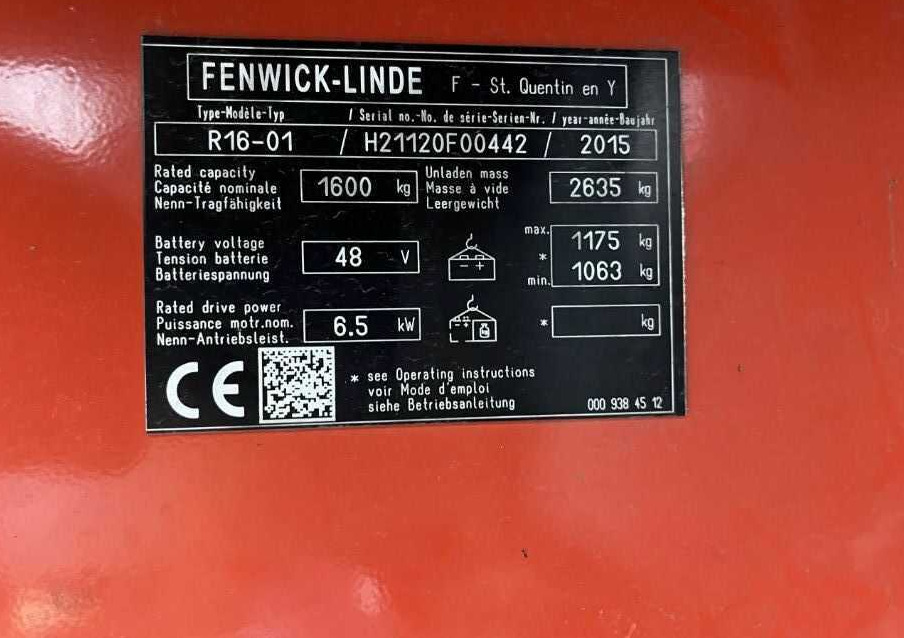 FENWICK-LINDE F - St. Quentin en Y
Type-Modèle-Typ / Serial no.-No. de série-Serien-Nr. / year-année-Baujahr
R16-01 / H21120F00442 / 2015
Rated capacity
Capacité nominale
Nenn-Tragfähigkeit
1600 kg
Unladen mass
Masse à vide
Leergewicht
2635 kg
Battery voltage
Tension batterie
Batteriespannung
48 V
- +
max. 1175 kg
*
min. 1063 kg
Rated drive power
Puissance motr.nom.
Nenn-Antriebsleist.
6.5 kW
- +
kg
* kg
CE
* see Operating instructions
voir Mode d'emploi
siehe Betriebsanleitung
000 938 45 12